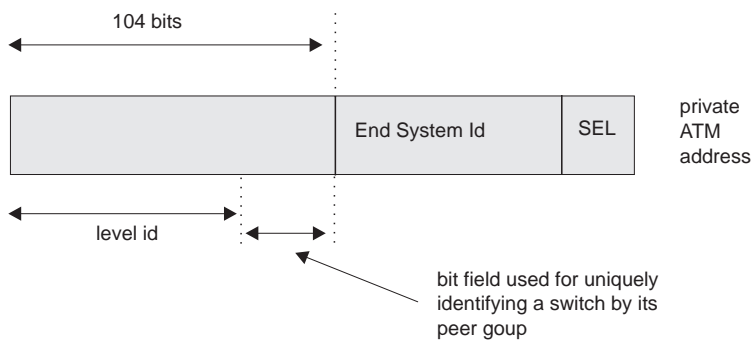 104 bits
End System Id
SEL
private
ATM
address
level id
bit field used for uniquely
identifying a switch by its
peer goup